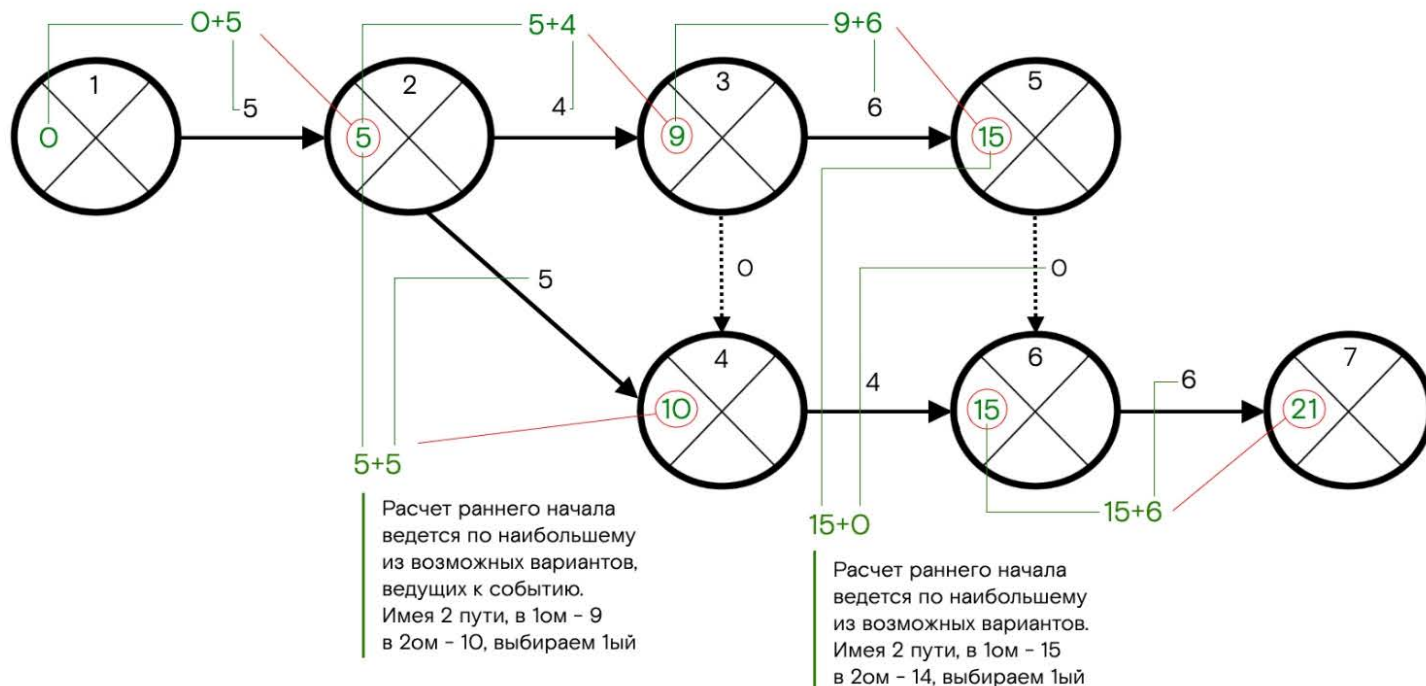 0+5
5+4
9+6
1
2
3
5
5
4
6
0
5
9
15
5
0
0
4
6
7
4
6
10
15
21
5+5
15+0
15+6
Расчет раннего начала
ведется по наибольшему
из возможных вариантов,
ведущих к событию.
Имея 2 пути, в 1ом - 9
в 2ом - 10, выбираем 1ый
Расчет раннего начала
ведется по наибольшему
из возможных вариантов.
Имея 2 пути, в 1ом - 15
в 2ом - 14, выбираем 1ый